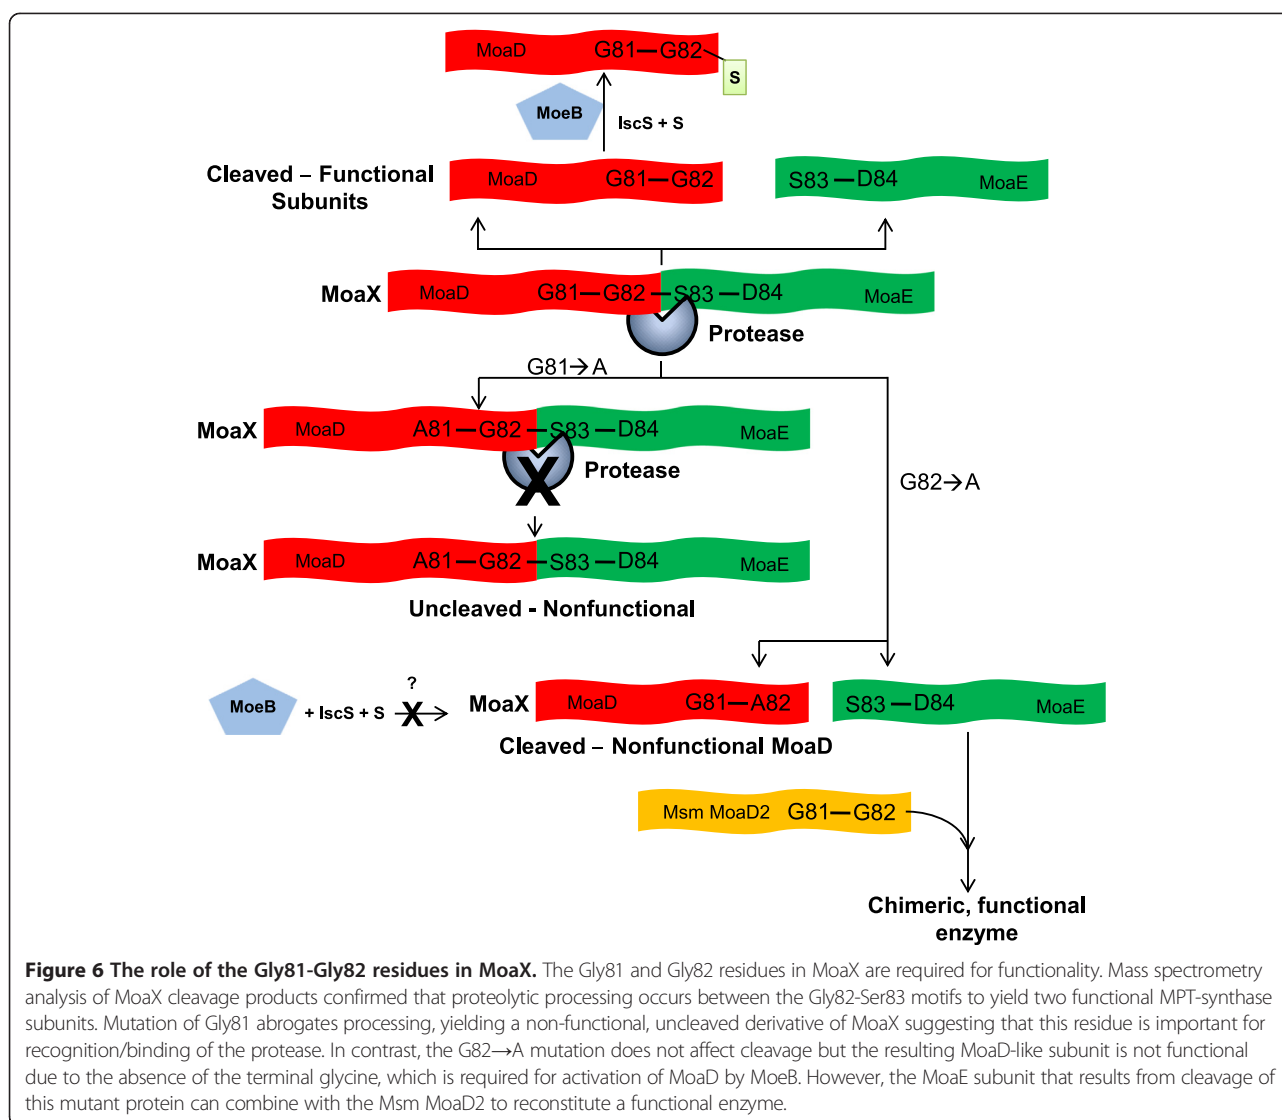 MoaD G81—G82
S
MoeB
IscS + S
Cleaved – Functional
Subunits
MoaD G81—G82
S83—D84 MoaE
MoaX MoaD G81—G82—S83—D84 MoaE
Protease
G81→A
MoaX MoaD A81—G82—S83—D84 MoaE
X Protease
G82→A
MoaX MoaD A81—G82—S83—D84 MoaE
Uncleaved - Nonfunctional
MoeB + IscS + S ? X
MoaX MoaD G81—A82
S83—D84 MoaE
Cleaved – Nonfunctional MoaD
Msm MoaD2 G81—G82
Chimeric, functional
enzyme
Figure 6 The role of the Gly81-Gly82 residues in MoaX. The Gly81 and Gly82 residues in MoaX are required for functionality. Mass spectrometry
analysis of MoaX cleavage products confirmed that proteolytic processing occurs between the Gly82-Ser83 motifs to yield two functional MPT-synthase
subunits. Mutation of Gly81 abrogates processing, yielding a non-functional, uncleaved derivative of MoaX suggesting that this residue is important for
recognition/binding of the protease. In contrast, the G82→A mutation does not affect cleavage but the resulting MoaD-like subunit is not functional
due to the absence of the terminal glycine, which is required for activation of MoaD by MoeB. However, the MoaE subunit that results from cleavage of
this mutant protein can combine with the Msm MoaD2 to reconstitute a functional enzyme.